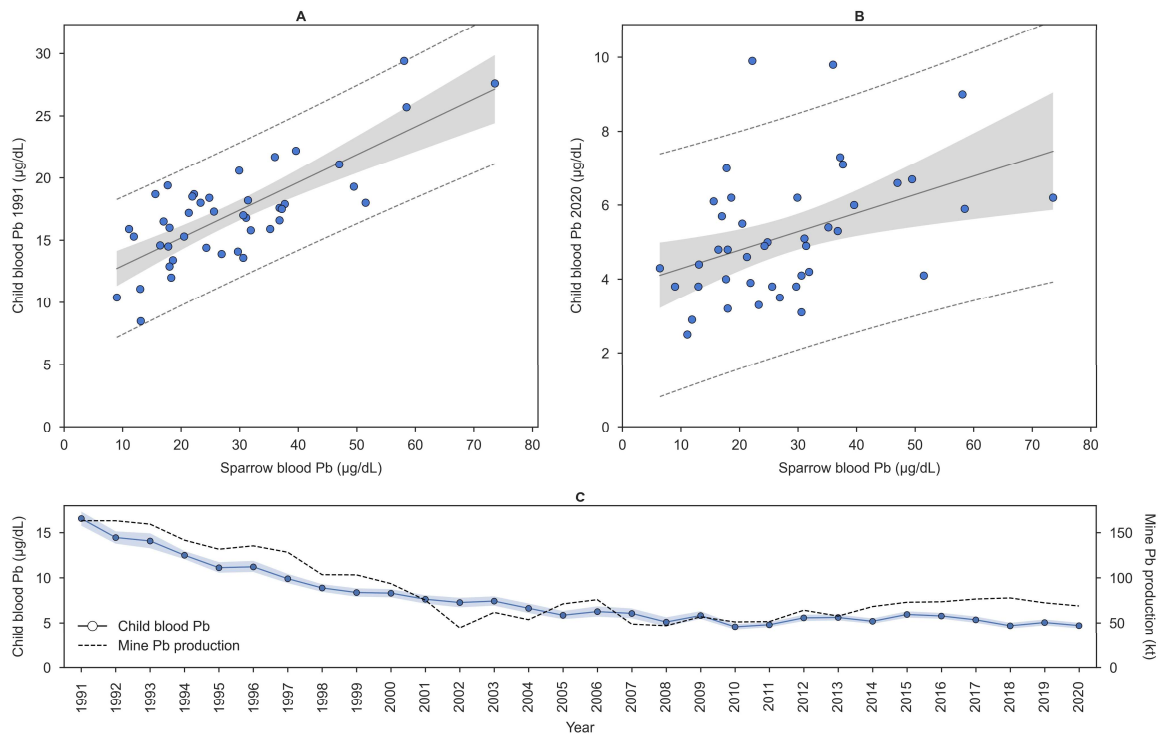 A
B
Child blood Pb 1991 (µg/dL)
30
25
20
15
10
5
0
0 10 20 30 40 50 60 70 80
Sparrow blood Pb (µg/dL)
Child blood Pb 2020 (µg/dL)
10
8
6
4
2
0
0 10 20 30 40 50 60 70 80
Sparrow blood Pb (µg/dL)
C
Child blood Pb (µg/dL)
15
10
5
0
Child blood Pb
Mine Pb production
150
100
50
0
Mine Pb production (kt)
1991 1992 1993 1994 1995 1996 1997 1998 1999 2000 2001 2002 2003 2004 2005 2006 2007 2008 2009 2010 2011 2012 2013 2014 2015 2016 2017 2018 2019 2020
Year